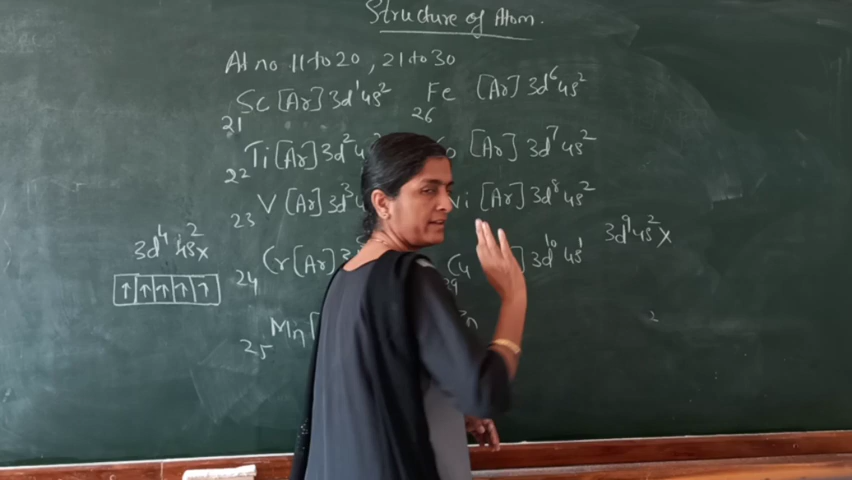 Structure of Atom.
At no 11 to 20, 21 to 30
21 Sc [Ar] 3d¹ 4s²
26 Fe [Ar] 3d⁶ 4s²
22 Ti [Ar] 3d² 4
[Ar] 3d⁷ 4s²
23 V [Ar] 3d³ 4
[Ar] 3d⁸ 4s²
3d⁴ 4s² x
3d⁹ 4s² x
24 Cr [Ar] 3
Cu ] 3d¹⁰ 4s¹
↑ ↑ ↑ ↑ ↑
25 Mn [
2